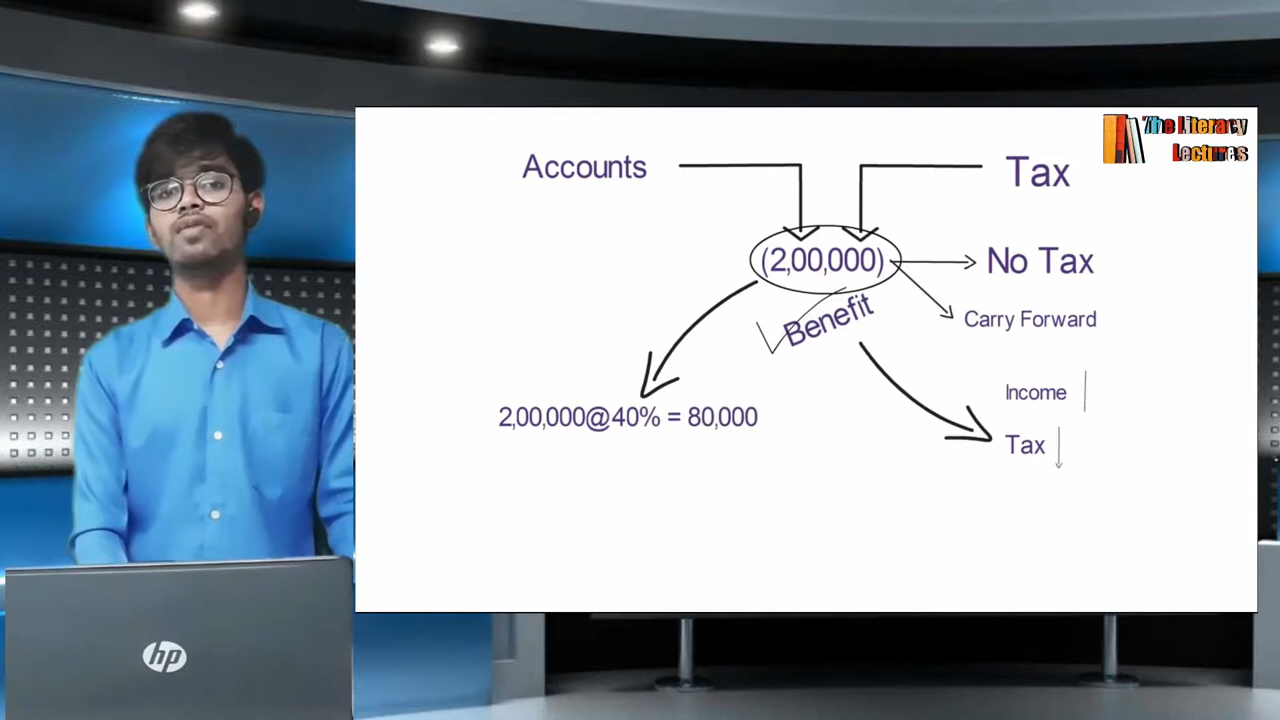 The Literacy
Lectures
Accounts
Tax
(2,00,000)
No Tax
Benefit
Carry Forward
Income
2,00,000@40% = 80,000
Tax
hp